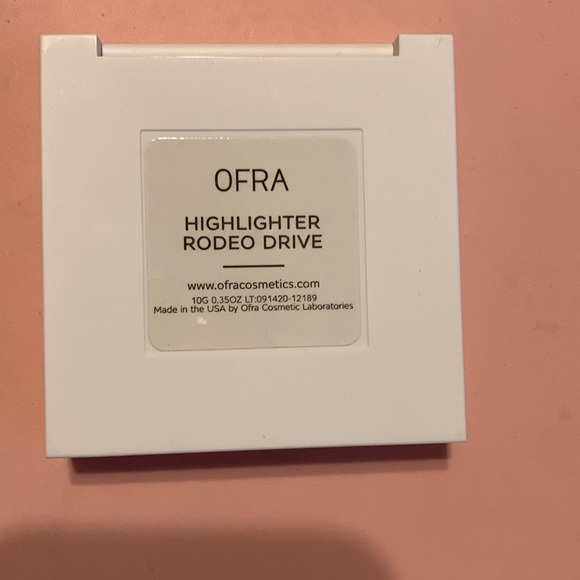 OFRA
HIGHLIGHTER
RODEO DRIVE
www.ofracosmetics.com
10G 0.35OZ LT:091420-12189
Made in the USA by Ofra Cosmetic Laboratories